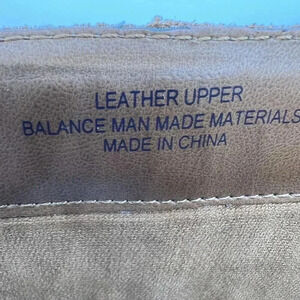 LEATHER UPPER
BALANCE MAN MADE MATERIALS
MADE IN CHINA